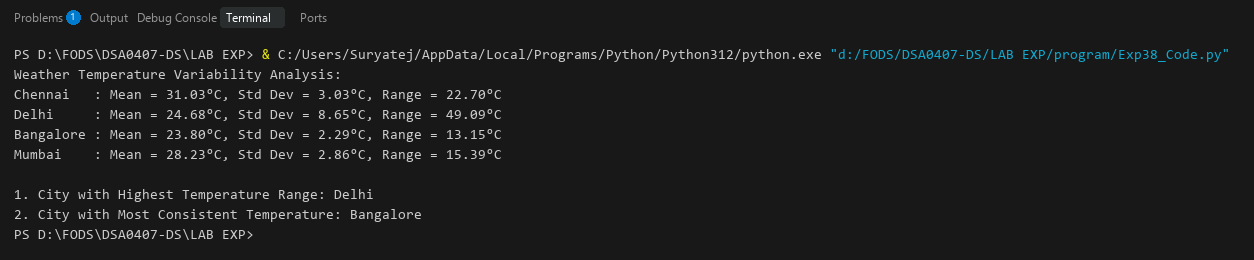 Problems 1 Output Debug Console Terminal Ports
PS D:\FODS\DSA0407-DS\LAB EXP> & C:/Users/Suryatej/AppData/Local/Programs/Python/Python312/python.exe "d:/FODS/DSA0407-DS/LAB EXP/program/Exp38_Code.py"
Weather Temperature Variability Analysis:
Chennai   : Mean = 31.03°C, Std Dev = 3.03°C, Range = 22.70°C
Delhi     : Mean = 24.68°C, Std Dev = 8.65°C, Range = 49.09°C
Bangalore : Mean = 23.80°C, Std Dev = 2.29°C, Range = 13.15°C
Mumbai    : Mean = 28.23°C, Std Dev = 2.86°C, Range = 15.39°C
1. City with Highest Temperature Range: Delhi
2. City with Most Consistent Temperature: Bangalore
PS D:\FODS\DSA0407-DS\LAB EXP>